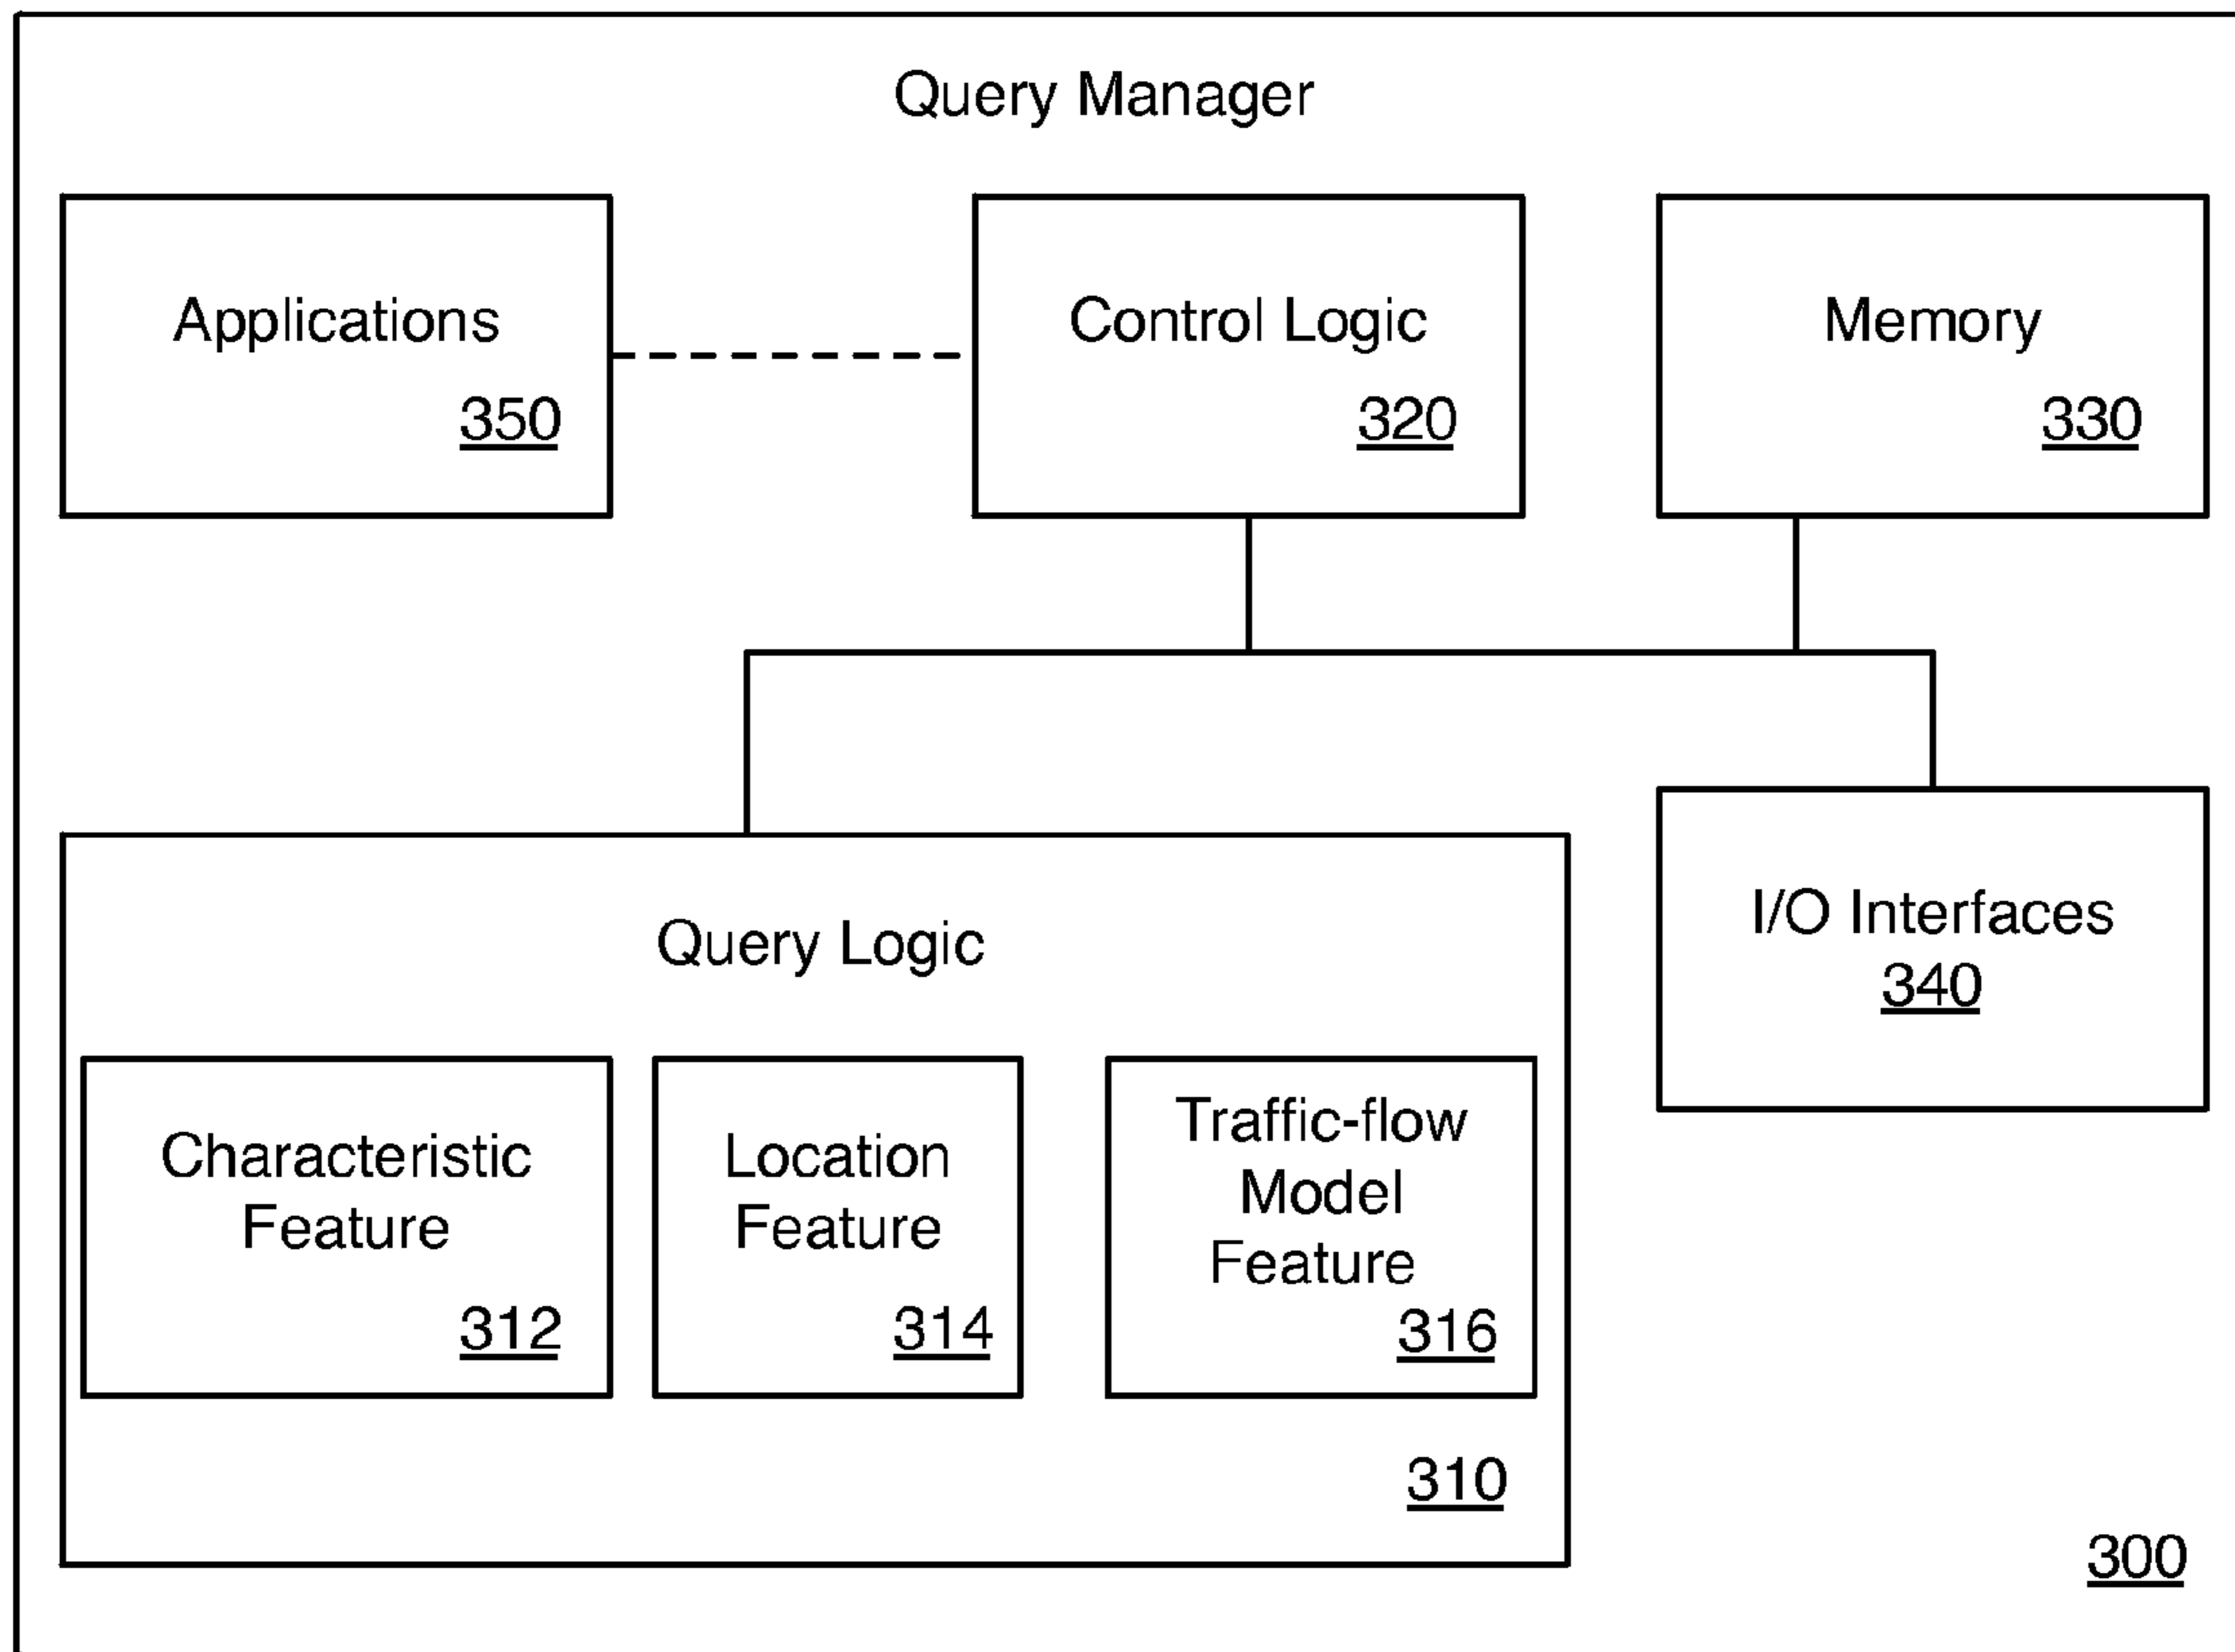 Query Manager
Applications
350
Control Logic
320
Memory
330
Query Logic
Characteristic
Feature
312
Location
Feature
314
Traffic-flow
Model
Feature
316
310
I/O Interfaces
340
300